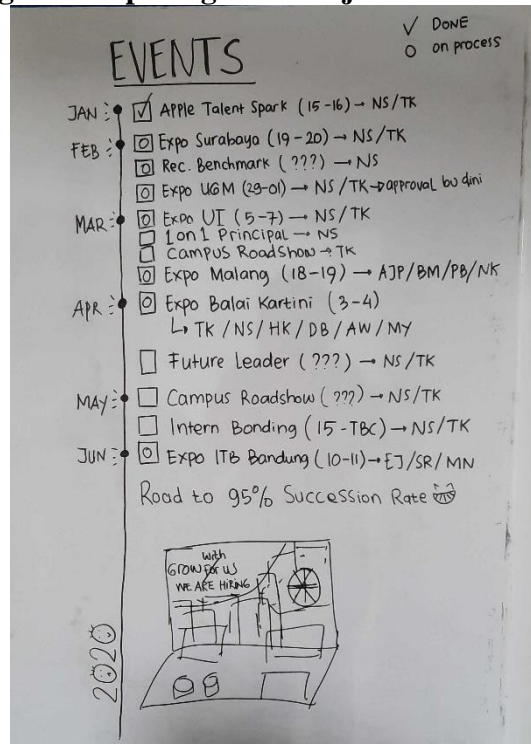 ✓ DONE
o on process
EVENTS
JAN : ☑ Apple Talent Spark (15-16) → NS/TK
FEB : Expo Surabaya (19-20) → NS/TK
Rec. Benchmark (???) → NS
Expo UGM (29-01) → NS/TK → approval bu dini
MAR : Expo UI (5-7) → NS/TK
1 on 1 Principal → NS
Campus Roadshow → TK
Expo Malang (18-19) → AJP/BM/PB/NK
APR : Expo Balai Kartini (3-4)
↳ TK/NS/HK/DB/AW/MY
Future Leader (???) → NS/TK
MAY : Campus Roadshow (???) → NS/TK
Intern Bonding (15-TBC) → NS/TK
JUN : Expo ITB Bandung (10-11) → EJ/SR/MN
Road to 95% Succession Rate
with
GROW FOR US
WE ARE HIRING
2020